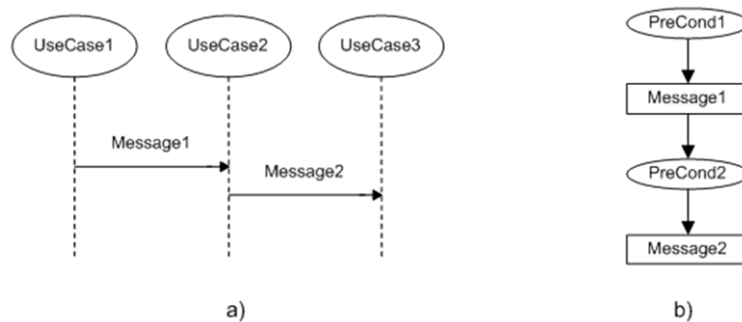 UseCase1
UseCase2
UseCase3
Message1
Message2
a)
PreCond1
Message1
PreCond2
Message2
b)